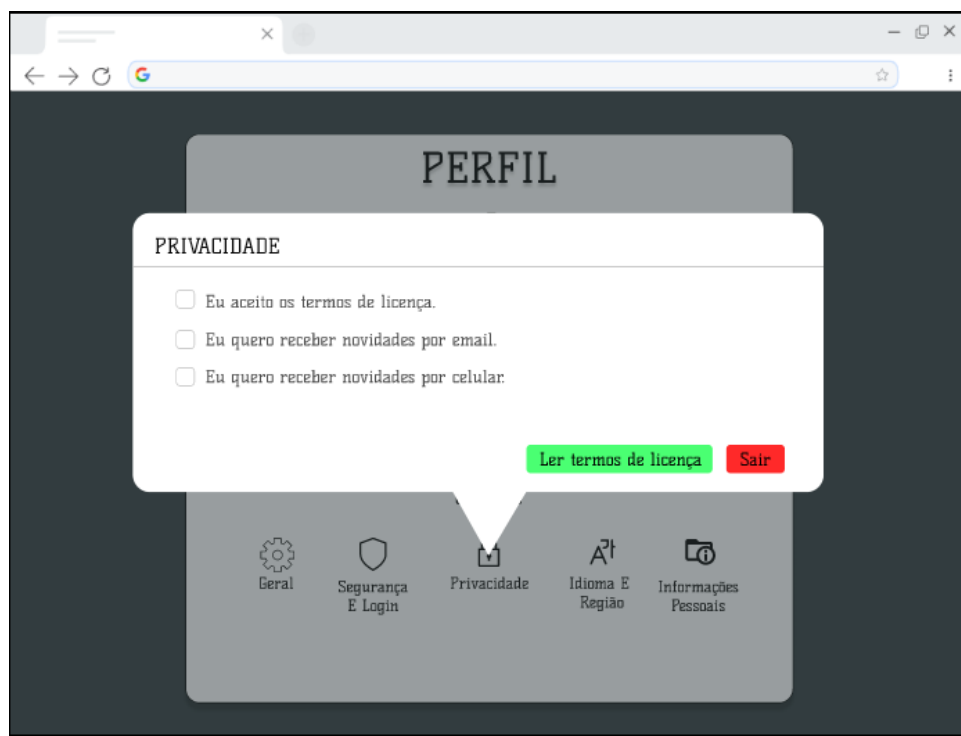 PERFIL
PRIVACIDADE
Eu aceito os termos de licença.
Eu quero receber novidades por email.
Eu quero receber novidades por celular.
Ler termos de licença
Sair
Geral
Segurança
E Login
Privacidade
Idioma E
Região
Informações
Pessoais